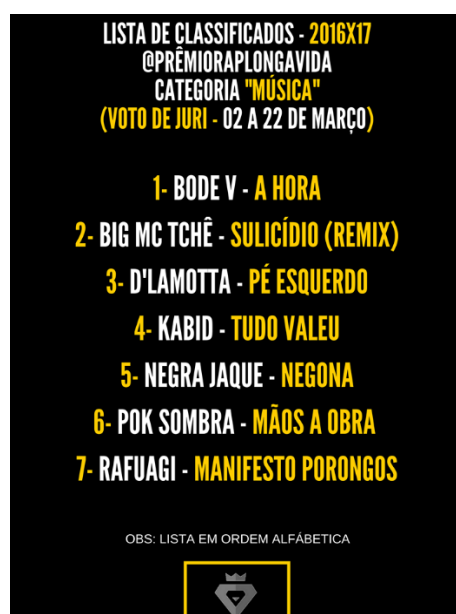 LISTA DE CLASSIFICADOS - 2016X17
@PRÊMIORAPLONGAVIDA
CATEGORIA "MÚSICA"
(VOTO DE JURI - 02 A 22 DE MARÇO)
1- BODE V - A HORA
2- BIG MC TCHÊ - SULICÍDIO (REMIX)
3- D'LAMOTTA - PÉ ESQUERDO
4- KABID - TUDO VALEU
5- NEGRA JAQUE - NEGONA
6- POK SOMBRA - MÃOS A OBRA
7- RAFUAGI - MANIFESTO PORONGOS
OBS: LISTA EM ORDEM ALFÁBETICA